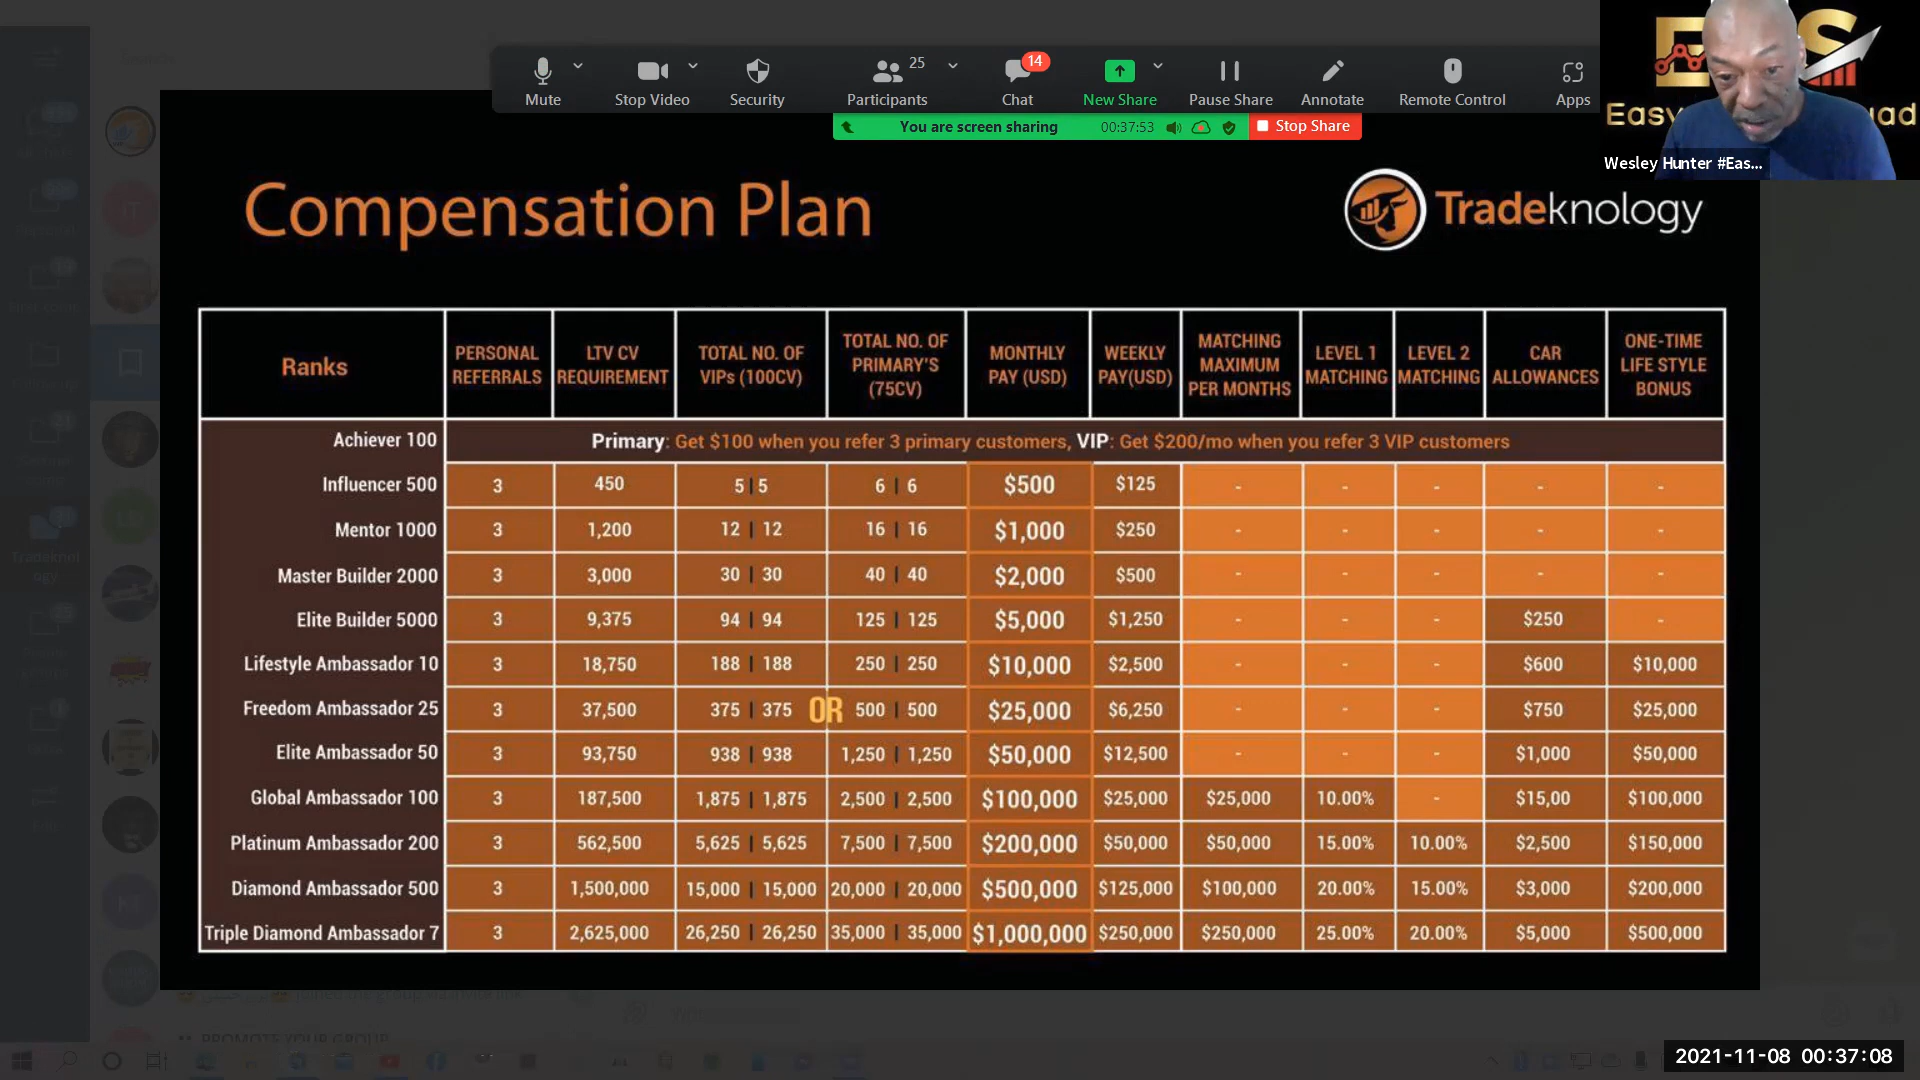 25
14
Mute
Stop Video
Security
Participants
Chat
New Share
Pause Share
Annotate
Remote Control
Apps
You are screen sharing
00:37:53
Stop Share
E S
Easy
uad
Wesley Hunter #Eas...
Compensation Plan
Tradeknology
Ranks
PERSONAL REFERRALS
LTV CV REQUIREMENT
TOTAL NO. OF VIPs (100CV)
TOTAL NO. OF PRIMARY'S (75CV)
MONTHLY PAY (USD)
WEEKLY PAY(USD)
MATCHING MAXIMUM PER MONTHS
LEVEL 1 MATCHING
LEVEL 2 MATCHING
CAR ALLOWANCES
ONE-TIME LIFE STYLE BONUS
Achiever 100 Primary: Get $100 when you refer 3 primary customers, VIP: Get $200/mo when you refer 3 VIP customers
Influencer 500 3 450 5 | 5 6 | 6 $500 $125 - - - - -
Mentor 1000 3 1,200 12 | 12 16 | 16 $1,000 $250 - - - - -
Master Builder 2000 3 3,000 30 | 30 40 | 40 $2,000 $500 - - - - -
Elite Builder 5000 3 9,375 94 | 94 125 | 125 $5,000 $1,250 - - - $250 -
Lifestyle Ambassador 10 3 18,750 188 | 188 250 | 250 $10,000 $2,500 - - - $600 $10,000
Freedom Ambassador 25 3 37,500 375 | 375 OR 500 | 500 $25,000 $6,250 - - - $750 $25,000
Elite Ambassador 50 3 93,750 938 | 938 1,250 | 1,250 $50,000 $12,500 - - - $1,000 $50,000
Global Ambassador 100 3 187,500 1,875 | 1,875 2,500 | 2,500 $100,000 $25,000 $25,000 10.00% - $15,00 $100,000
Platinum Ambassador 200 3 562,500 5,625 | 5,625 7,500 | 7,500 $200,000 $50,000 $50,000 15.00% 10.00% $2,500 $150,000
Diamond Ambassador 500 3 1,500,000 15,000 | 15,000 20,000 | 20,000 $500,000 $125,000 $100,000 20.00% 15.00% $3,000 $200,000
Triple Diamond Ambassador 7 3 2,625,000 26,250 | 26,250 35,000 | 35,000 $1,000,000 $250,000 $250,000 25.00% 20.00% $5,000 $500,000
PROMOTE YOUR GROUP
2021-11-08 00:37:08